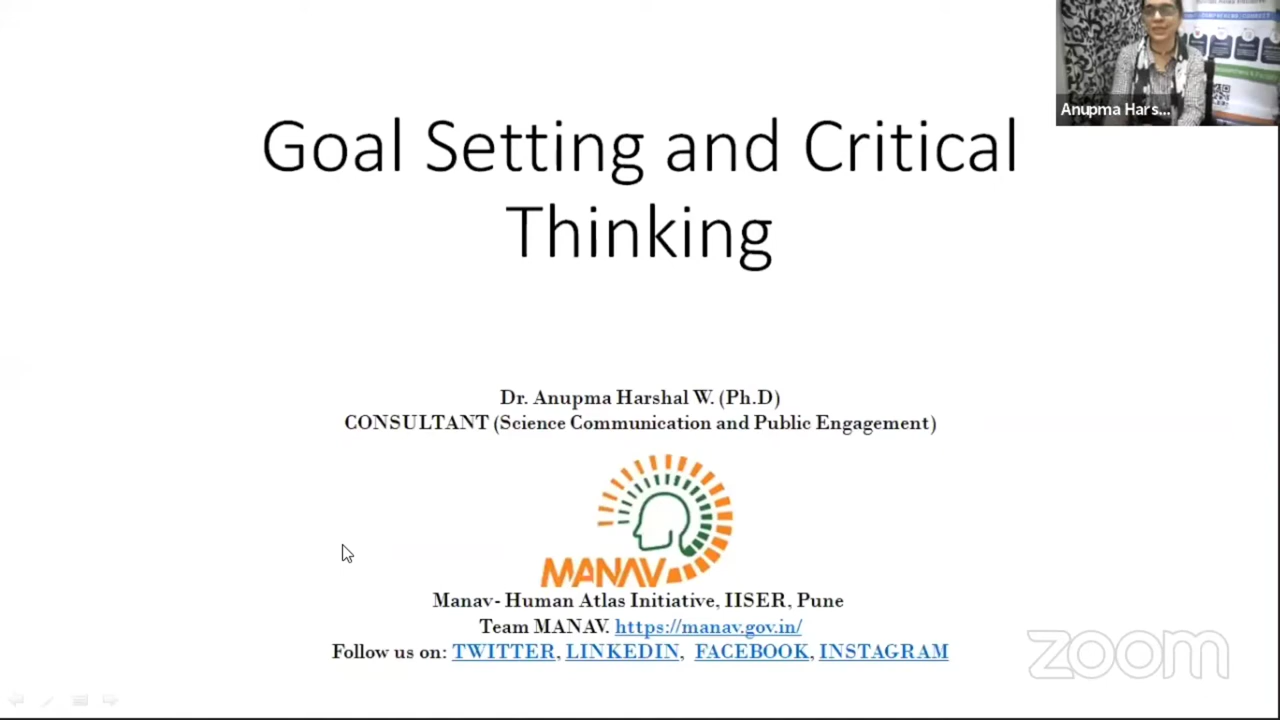 Goal Setting and Critical
Thinking
Anupma Hars...
Dr. Anupma Harshal W. (Ph.D)
CONSULTANT (Science Communication and Public Engagement)
MANAV
Manav- Human Atlas Initiative, IISER, Pune
Team MANAV. https://manav.gov.in/
Follow us on: TWITTER, LINKEDIN, FACEBOOK, INSTAGRAM
zoom